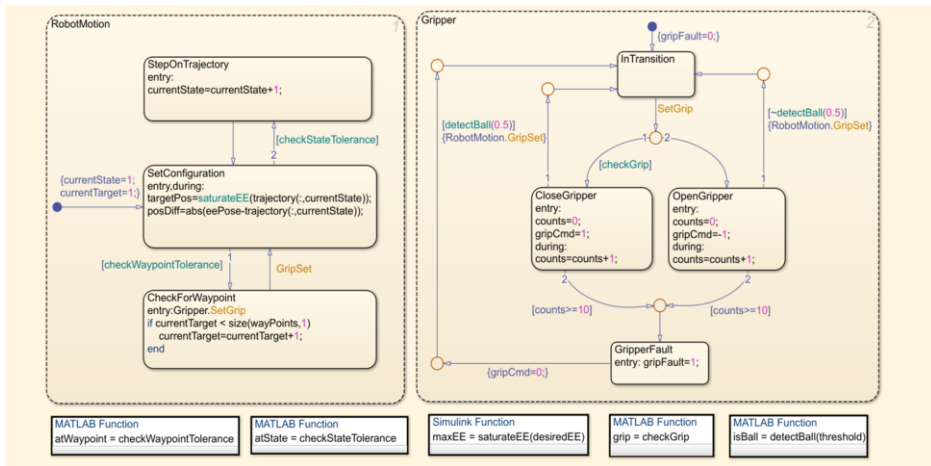 RobotMotion
1
StepOnTrajectory
entry:
currentState=currentState+1;
[checkStateTolerance]
2
{currentState=1;
currentTarget=1;}
SetConfiguration
entry,during:
targetPos=saturateEE(trajectory(:,currentState));
posDiff=abs(eePose-trajectory(:,currentState));
1
[checkWaypointTolerance]
GripSet
CheckForWaypoint
entry:Gripper.SetGrip
if currentTarget < size(wayPoints,1)
currentTarget=currentTarget+1;
end
Gripper
2
{gripFault=0;}
InTransition
SetGrip
[detectBall(0.5)]
{RobotMotion.GripSet}
[~detectBall(0.5)]
{RobotMotion.GripSet}
1
2
[checkGrip]
1
1
CloseGripper
entry:
counts=0;
gripCmd=1;
during:
counts=counts+1;
OpenGripper
entry:
counts=0;
gripCmd=-1;
during:
counts=counts+1;
2
2
[counts>=10]
[counts>=10]
GripperFault
entry: gripFault=1;
{gripCmd=0;}
MATLAB Function
atWaypoint = checkWaypointTolerance
MATLAB Function
atState = checkStateTolerance
Simulink Function
maxEE = saturateEE(desiredEE)
MATLAB Function
grip = checkGrip
MATLAB Function
isBall = detectBall(threshold)